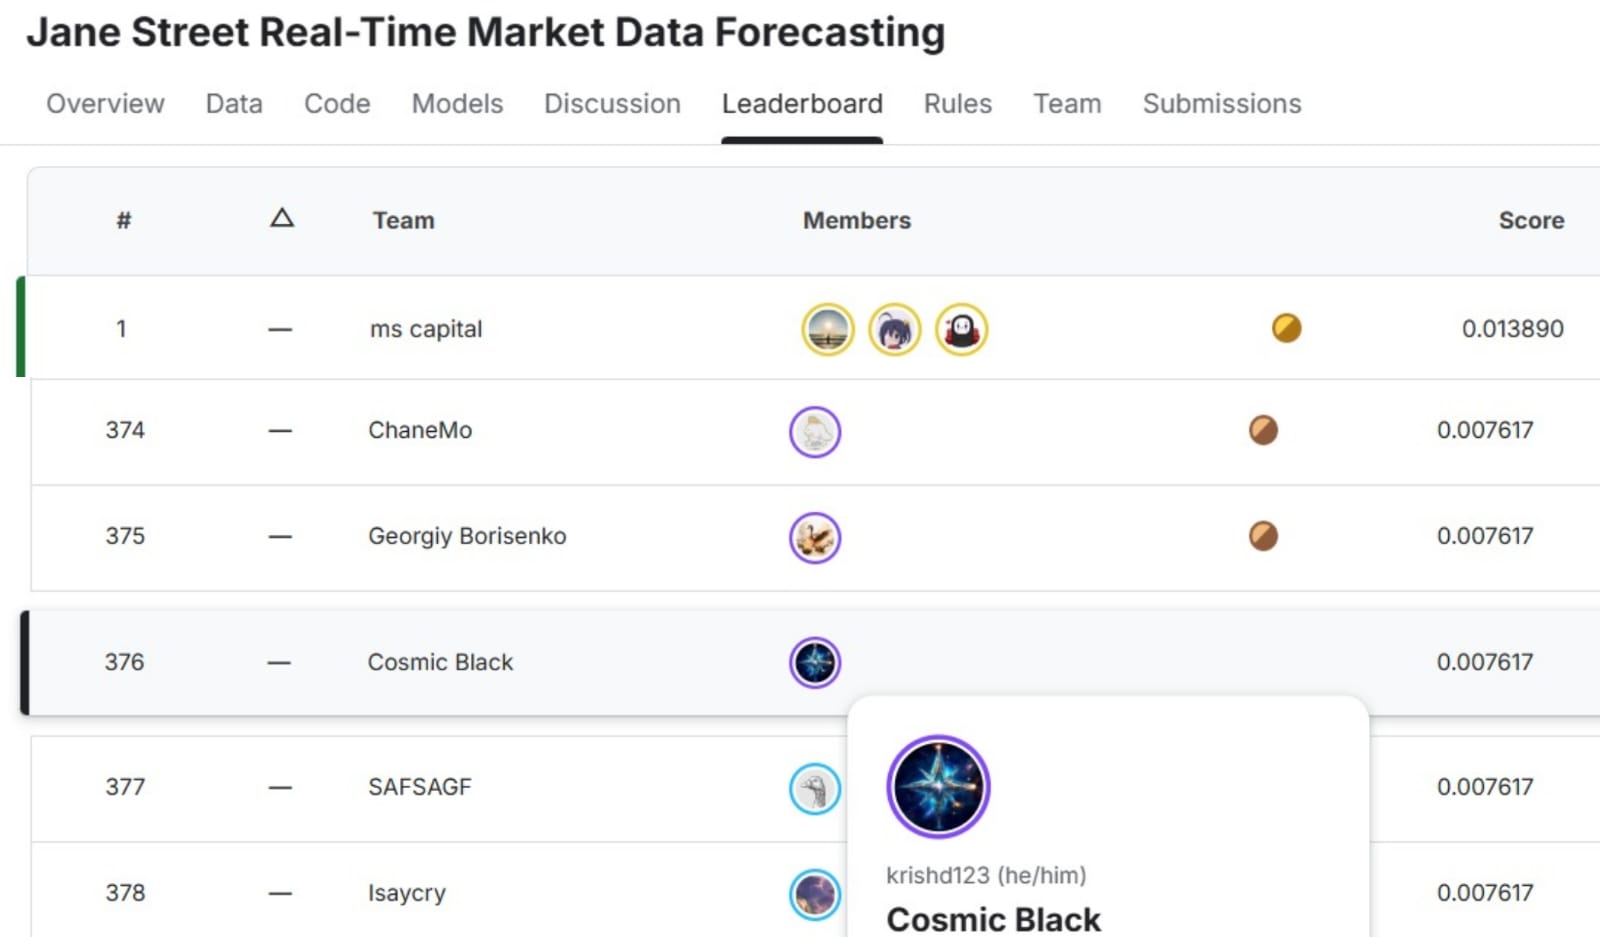 Jane Street Real-Time Market Data Forecasting
Overview Data Code Models Discussion Leaderboard Rules Team Submissions
# △ Team Members Score
1 — ms capital 0.013890
374 — ChaneMo 0.007617
375 — Georgiy Borisenko 0.007617
376 — Cosmic Black 0.007617
377 — SAFSAGF 0.007617
378 — Isaycry 0.007617
krishd123 (he/him)
Cosmic Black